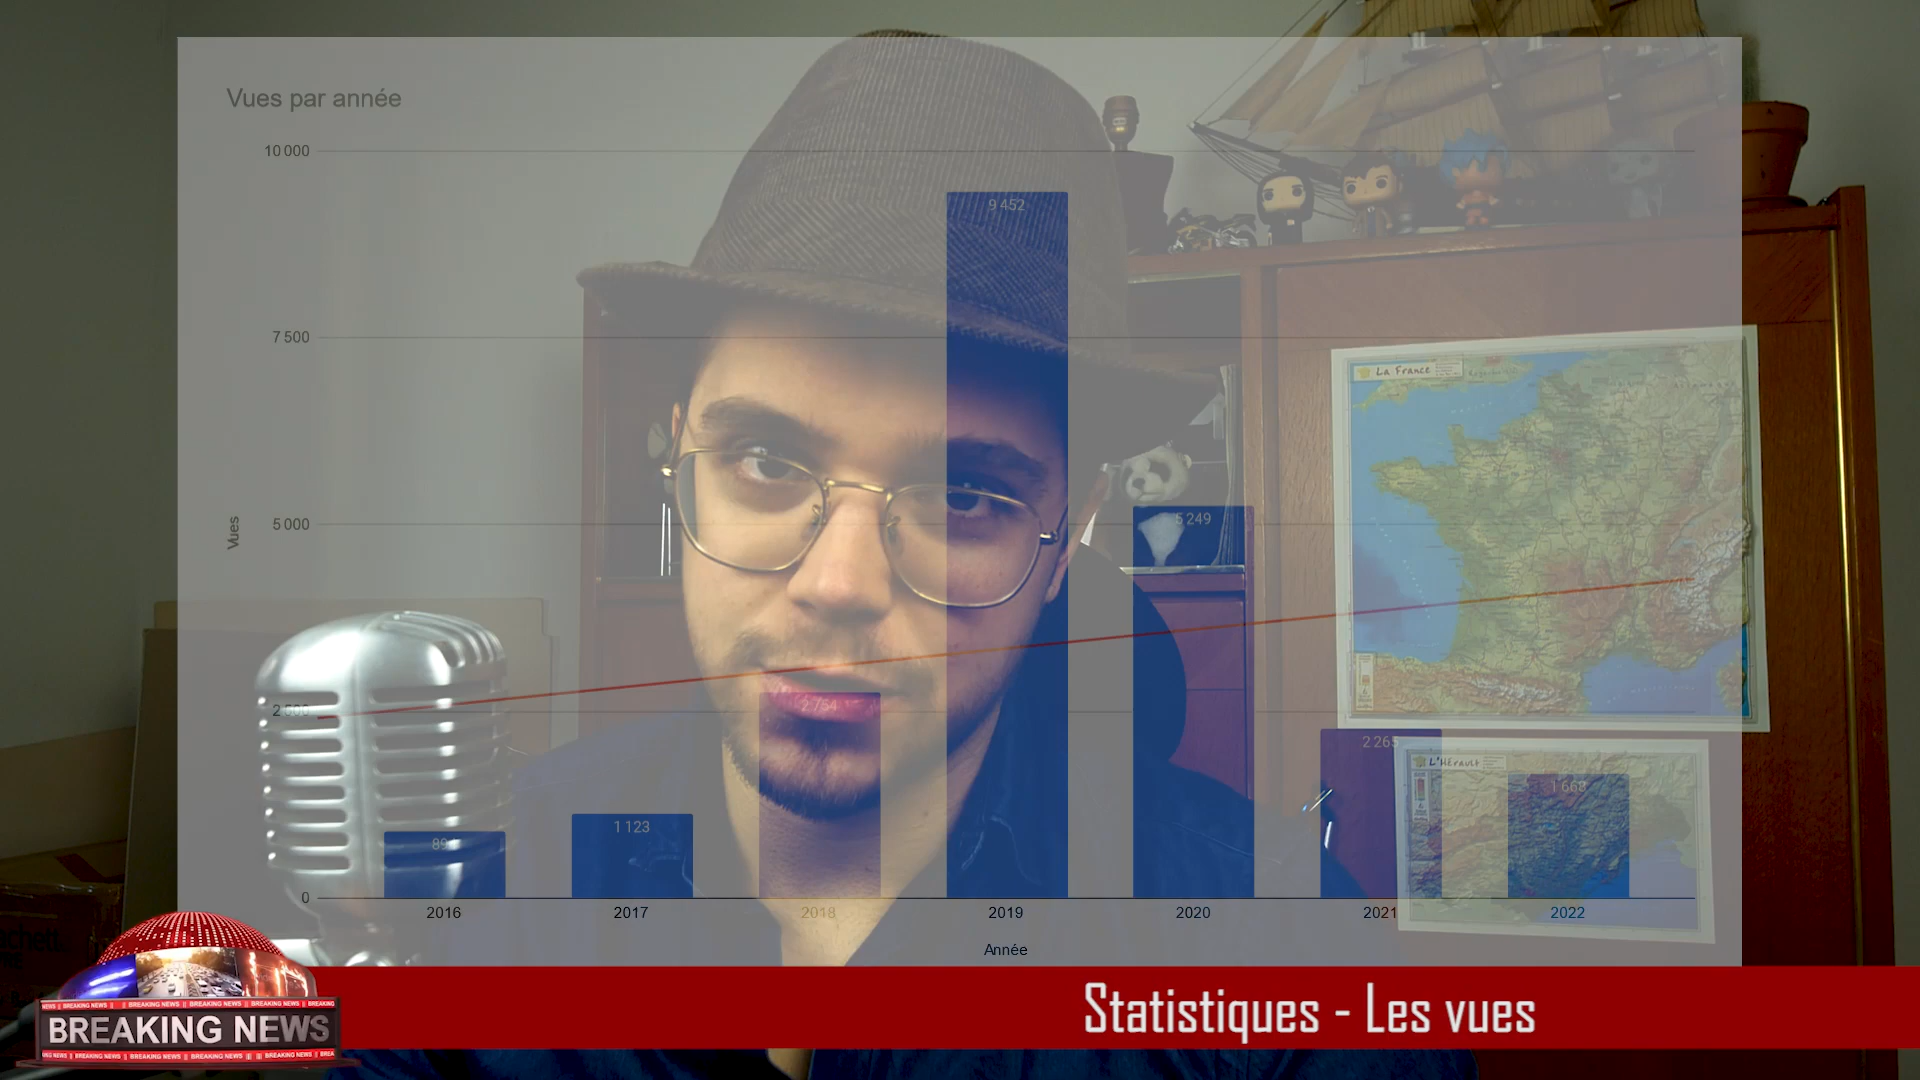 Vues par année
10 000
9 452
7 500
La France
5 249
5 000
Vues
2 500
2 754
2 265
L'Hérault
1 668
1 123
0
2016 2017 2018 2019 2020 2021 2022
Année
BREAKING NEWS
Statistiques - Les vues